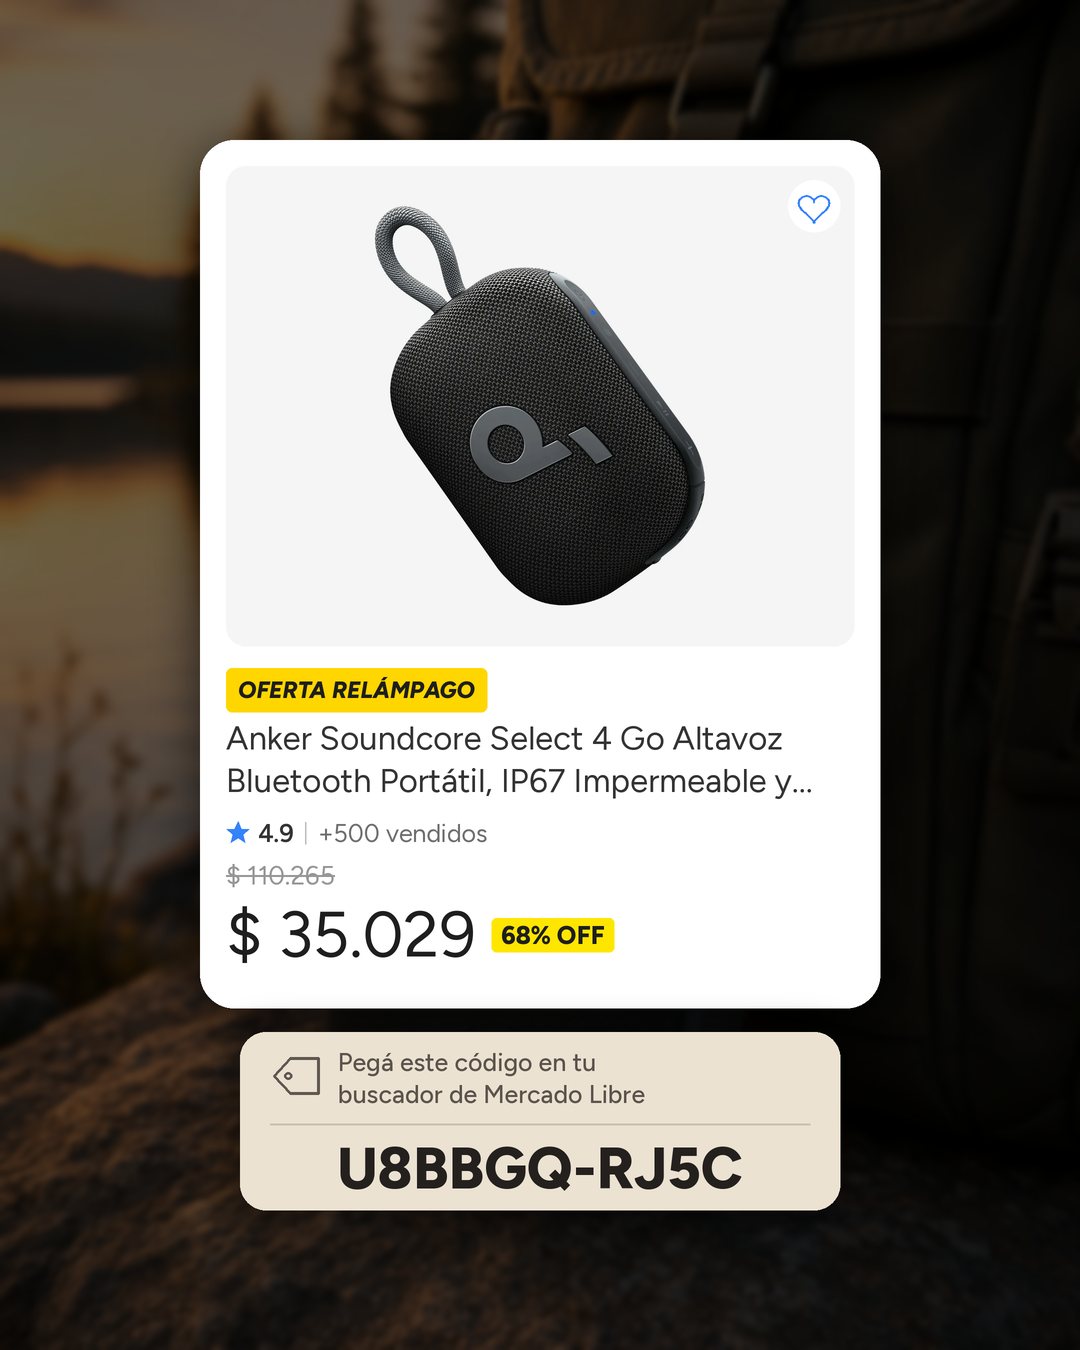 OFERTA RELÁMPAGO
Anker Soundcore Select 4 Go Altavoz
Bluetooth Portátil, IP67 Impermeable y...
4.9 | +500 vendidos
$ 110.265
$ 35.029 68% OFF
Pegá este código en tu
buscador de Mercado Libre
U8BBGQ-RJ5C